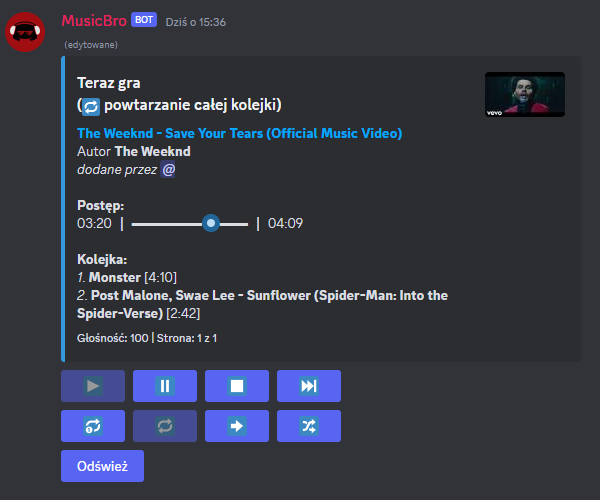 MusicBro BOT Dziś o 15:36
(edytowane)
Teraz gra
(🔁 powtarzanie całej kolejki)
vevo
The Weeknd - Save Your Tears (Official Music Video)
Autor The Weeknd
dodane przez @
Postęp:
03:20 | | 04:09
Kolejka:
1. Monster [4:10]
2. Post Malone, Swae Lee - Sunflower (Spider-Man: Into the
Spider-Verse) [2:42]
Głośność: 100 | Strona: 1 z 1
Odśwież